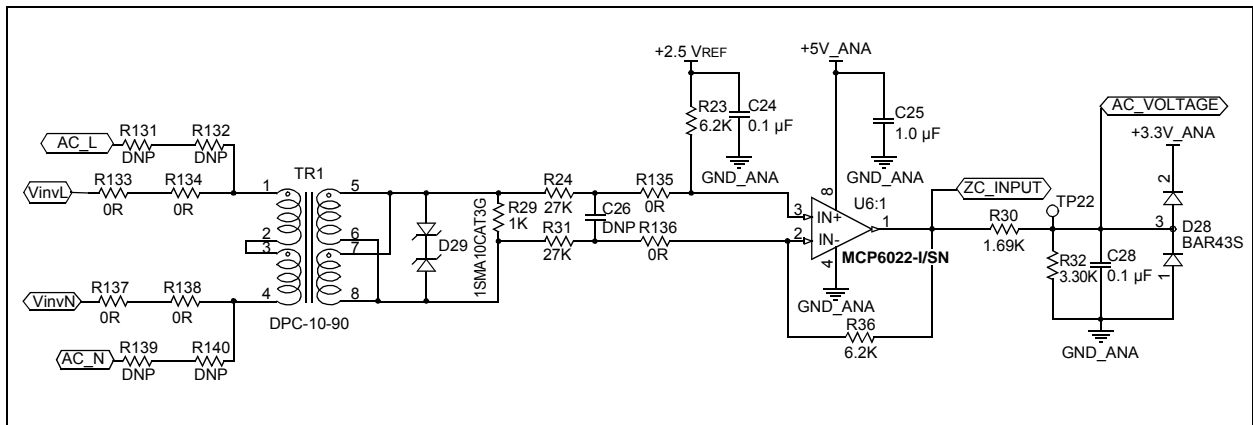 +2.5 VREF
+5V_ANA
R23
6.2K
C24
0.1 µF
C25
1.0 µF
GND_ANA
GND_ANA
AC_VOLTAGE
+3.3V_ANA
AC_L
R131
DNP
R132
DNP
VinvL
R133
0R
R134
0R
TR1
1
2
3
4
5
6
7
8
DPC-10-90
VinvN
R137
0R
R138
0R
AC_N
R139
DNP
R140
DNP
D29
1SMA10CAT3G
R29
1K
R24
27K
R31
27K
C26
DNP
R135
0R
R136
0R
3
IN+
2
IN-
8
U6:1
1
4
MCP6022-I/SN
GND_ANA
R36
6.2K
ZC_INPUT
R30
1.69K
TP22
R32
3.30K
C28
0.1 µF
2
3
1
D28
BAR43S
GND_ANA